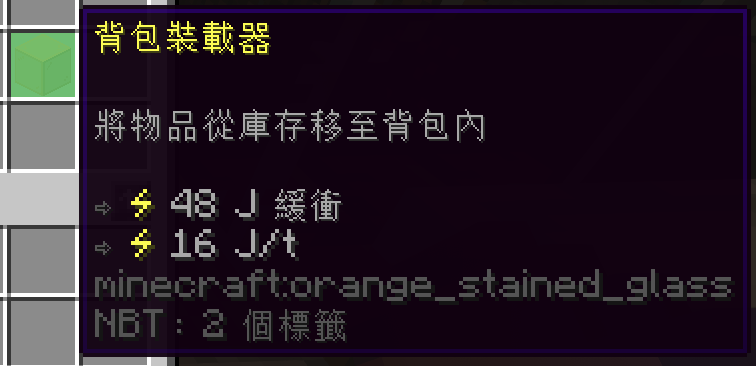 背包裝載器
將物品從庫存移至背包內
⇨ ⚡ 48 J 緩衝
⇨ ⚡ 16 J/t
minecraft:orange_stained_glass
NBT: 2 個標籤